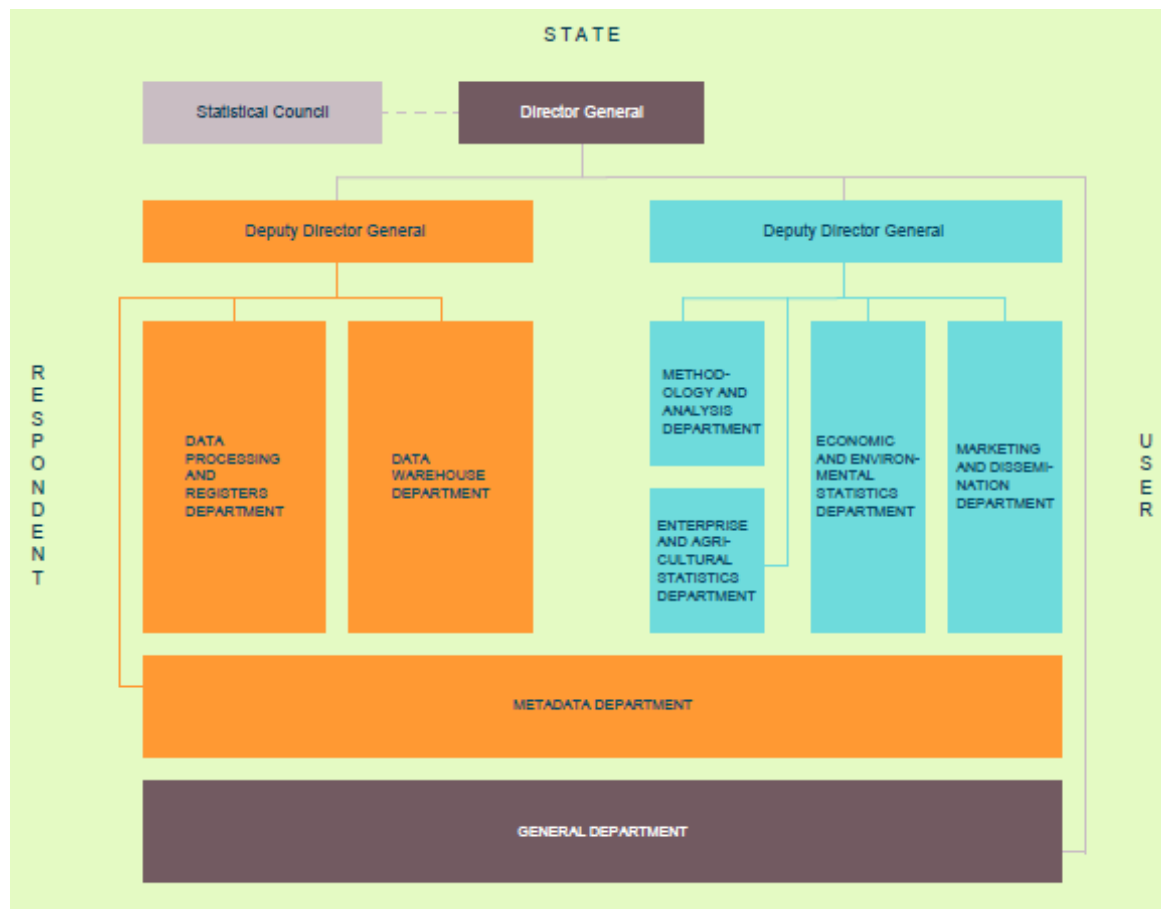 STATE
Statistical Council
Director General
Deputy Director General
Deputy Director General
RESPONDENT
DATA
PROCESSING
AND
REGISTERS
DEPARTMENT
DATA
WAREHOUSE
DEPARTMENT
METHOD-
OLOGY AND
ANALYSIS
DEPARTMENT
ENTERPRISE
AND AGRI-
CULTURAL
STATISTICS
DEPARTMENT
ECONOMIC
AND ENVIRON-
MENTAL
STATISTICS
DEPARTMENT
MARKETING
AND DISSEMI-
NATION
DEPARTMENT
USER
METADATA DEPARTMENT
GENERAL DEPARTMENT